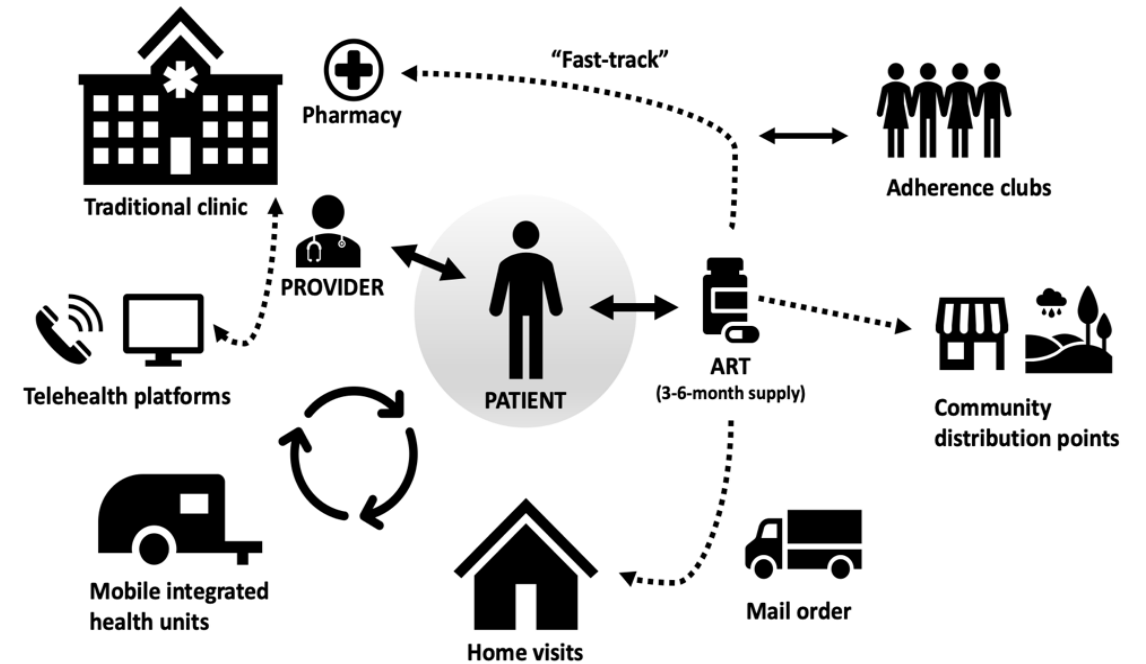 “Fast-track”
Pharmacy
Adherence clubs
Traditional clinic
PROVIDER
Telehealth platforms
PATIENT
ART
(3-6-month supply)
Community
distribution points
Mobile integrated
health units
Home visits
Mail order